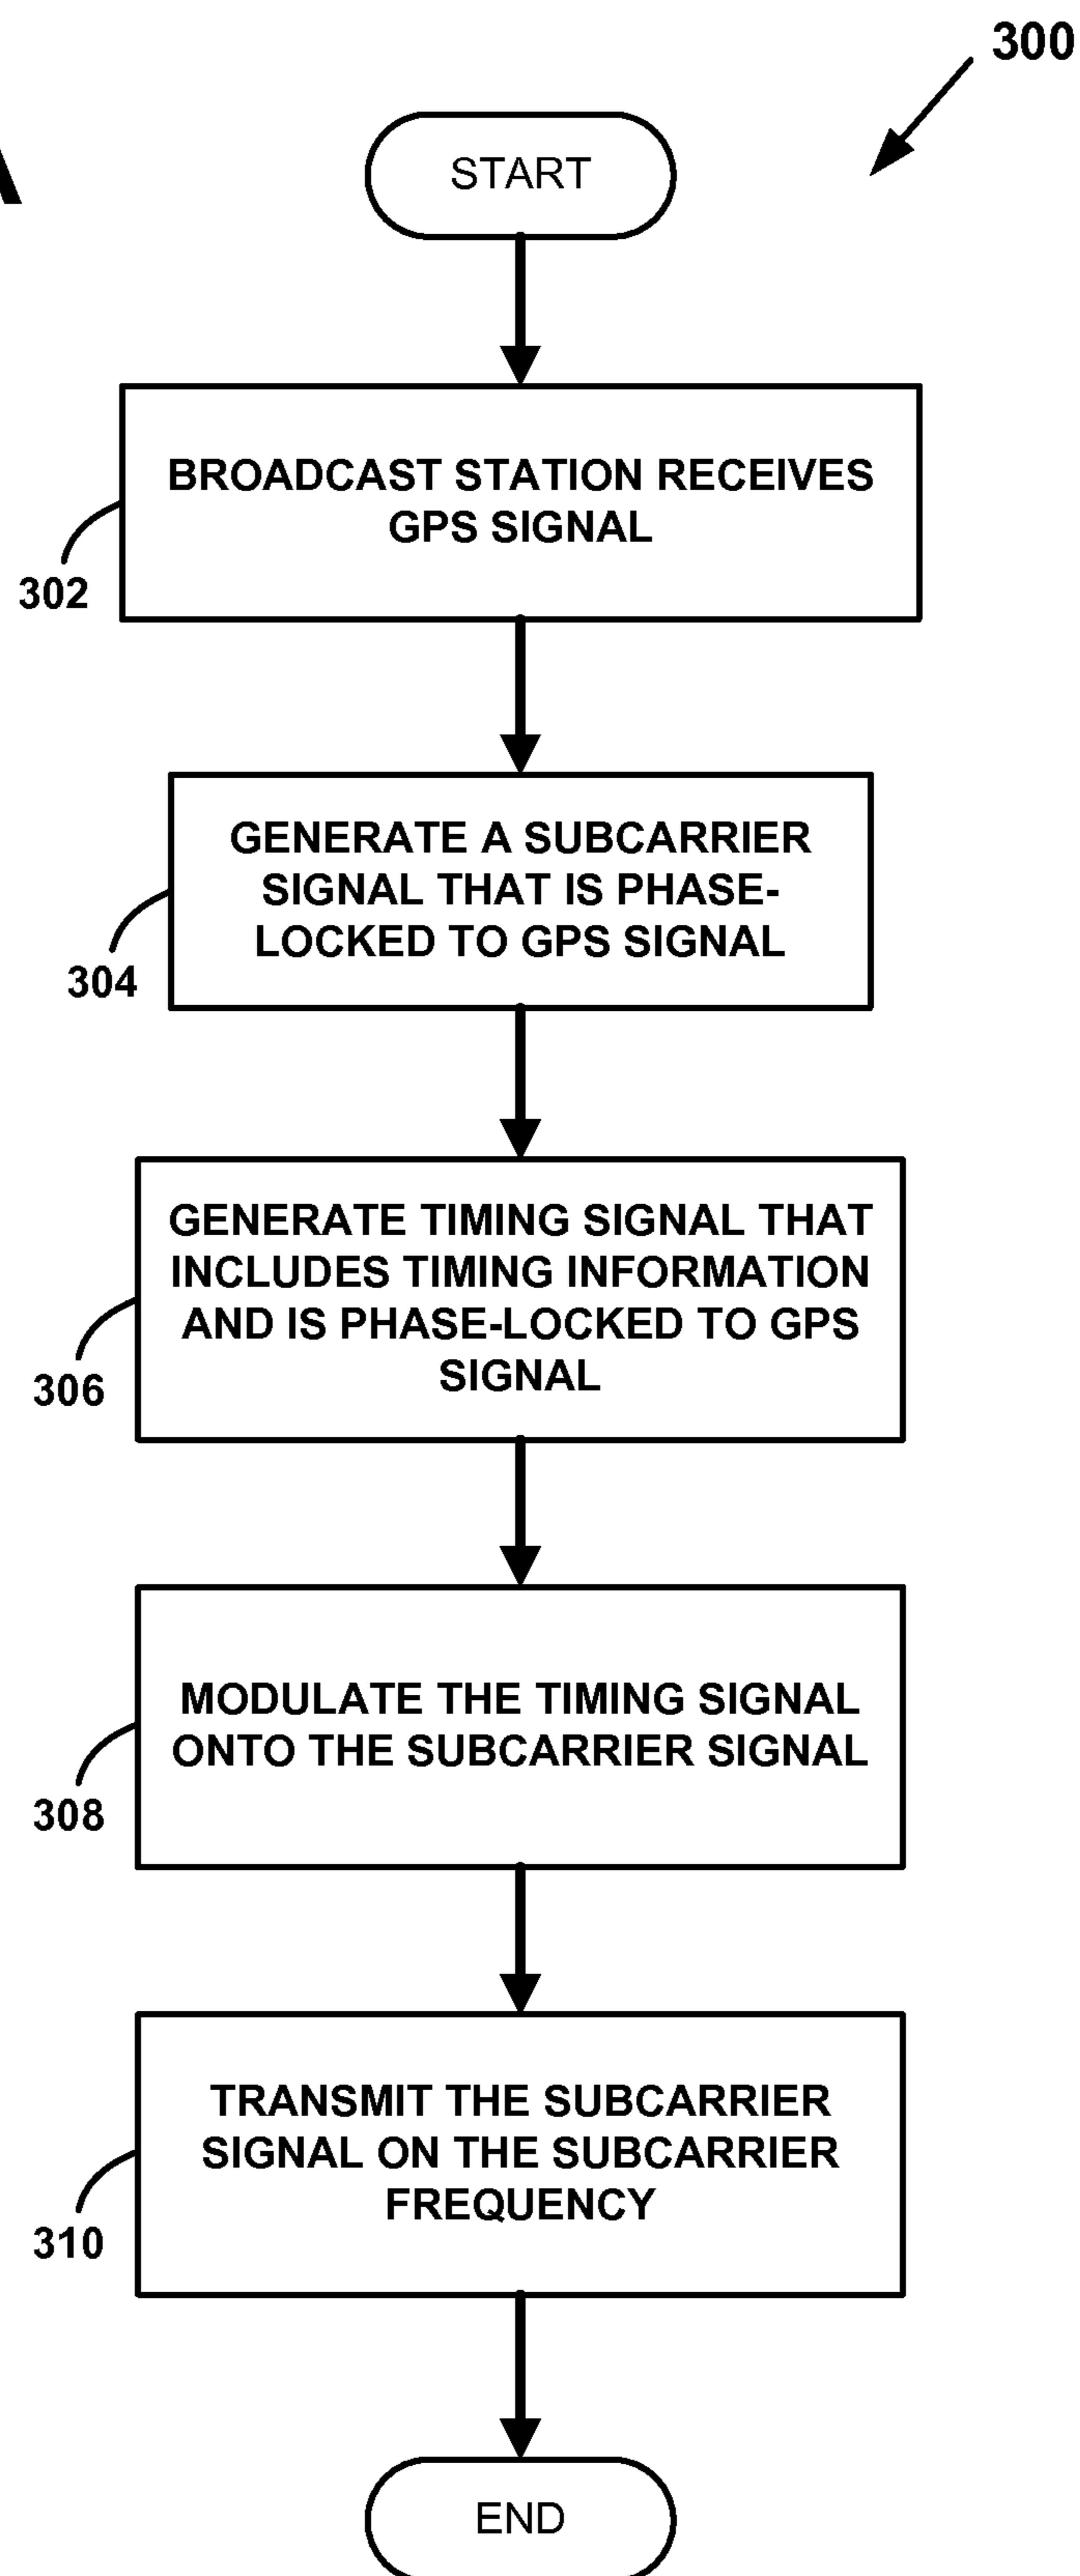 300
START
BROADCAST STATION RECEIVES
GPS SIGNAL
302
GENERATE A SUBCARRIER
SIGNAL THAT IS PHASE-
LOCKED TO GPS SIGNAL
304
GENERATE TIMING SIGNAL THAT
INCLUDES TIMING INFORMATION
AND IS PHASE-LOCKED TO GPS
SIGNAL
306
MODULATE THE TIMING SIGNAL
ONTO THE SUBCARRIER SIGNAL
308
TRANSMIT THE SUBCARRIER
SIGNAL ON THE SUBCARRIER
FREQUENCY
310
END